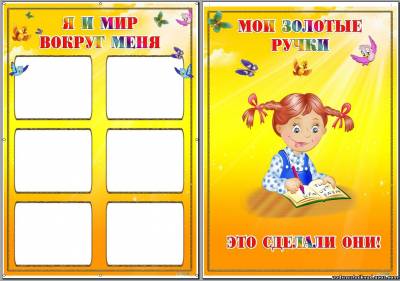 Я И МИР
ВОКРУГ МЕНЯ
МОИ ЗОЛОТЫЕ
РУЧКИ
ЭТО СДЕЛАЛИ ОНИ!